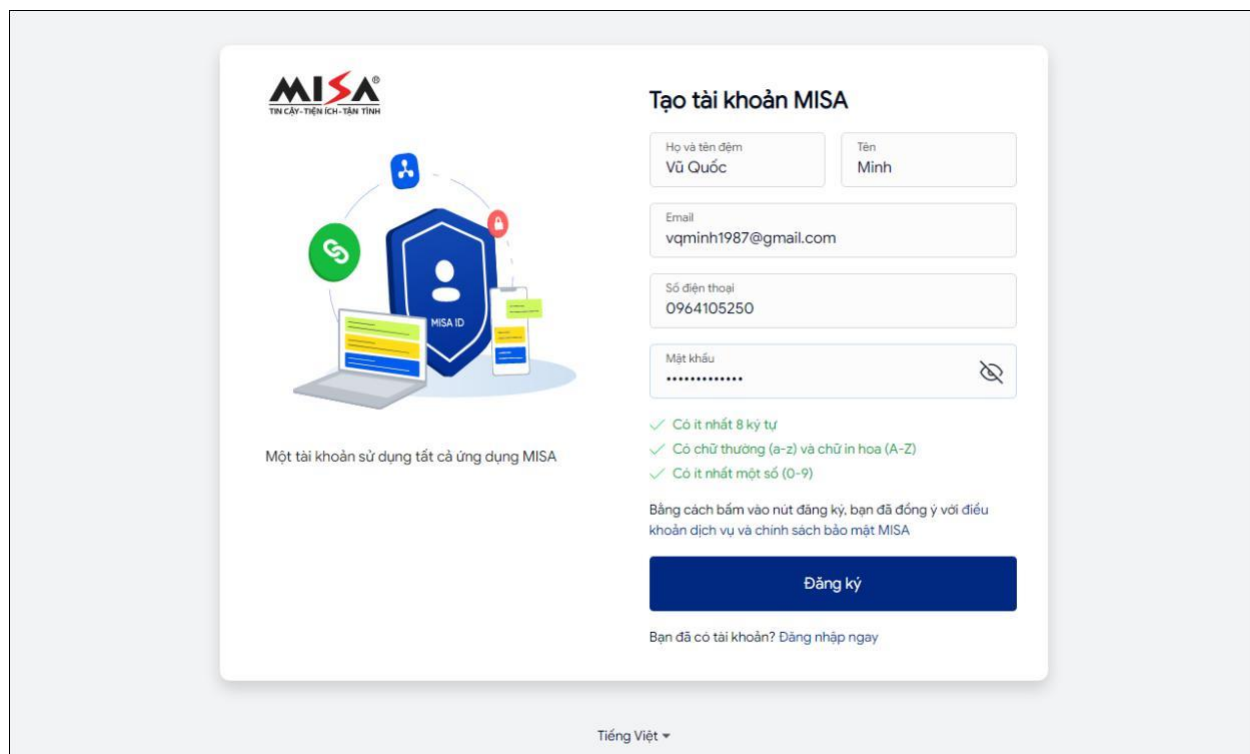 MISA®
TIN CẬY-TIỆN ÍCH-TẬN TÌNH
MISA ID
Một tài khoản sử dụng tất cả ứng dụng MISA
Tạo tài khoản MISA
Họ và tên đệm
Vũ Quốc
Tên
Minh
Email
vqminh1987@gmail.com
Số điện thoại
0964105250
Mật khẩu
•••••••••••••
Có ít nhất 8 ký tự
Có chữ thường (a-z) và chữ in hoa (A-Z)
Có ít nhất một số (0-9)
Bằng cách bấm vào nút đăng ký, bạn đã đồng ý với điều
khoản dịch vụ và chính sách bảo mật MISA
Đăng ký
Bạn đã có tài khoản? Đăng nhập ngay
Tiếng Việt